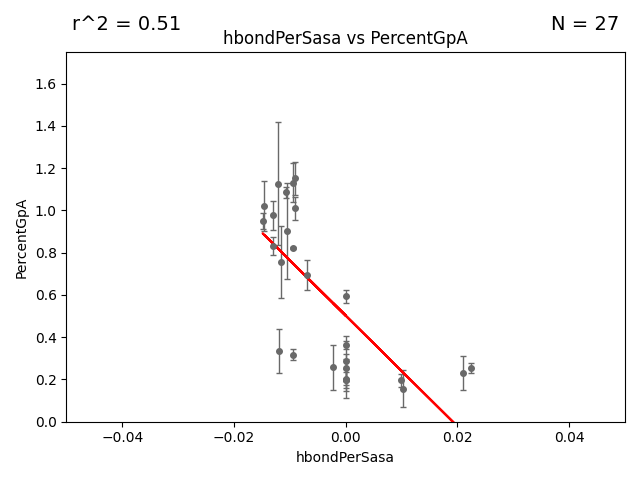 r^2 = 0.51
N = 27
hbondPerSasa vs PercentGpA
1.6
1.4
1.2
1.0
0.8
0.6
0.4
0.2
0.0
PercentGpA
−0.04
−0.02
0.00
0.02
0.04
hbondPerSasa